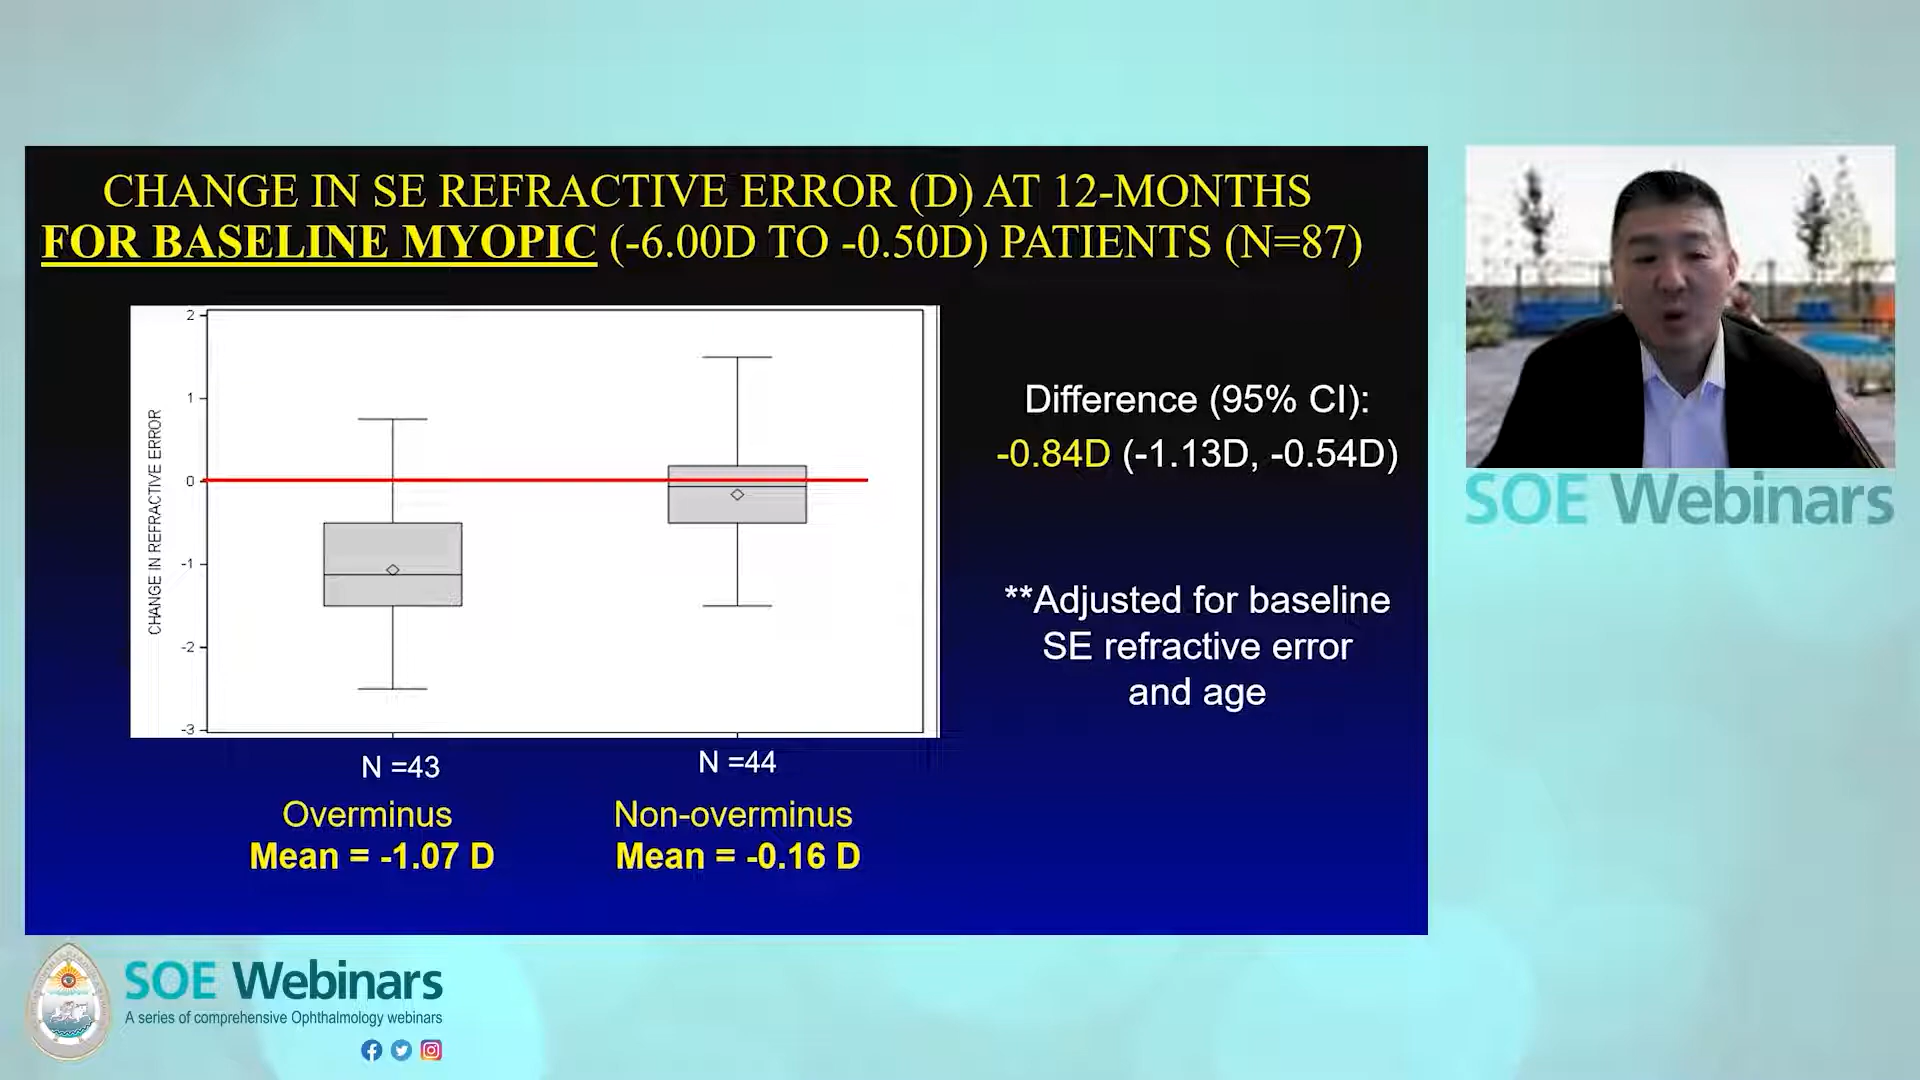 CHANGE IN SE REFRACTIVE ERROR (D) AT 12-MONTHS
FOR BASELINE MYOPIC (-6.00D TO -0.50D) PATIENTS (N=87)
CHANGE IN REFRACTIVE ERROR
2
1
0
-1
-2
-3
N =43
N =44
Overminus
Non-overminus
Mean = -1.07 D
Mean = -0.16 D
Difference (95% CI):
-0.84D (-1.13D, -0.54D)
**Adjusted for baseline
SE refractive error
and age
SOE Webinars
SOE Webinars
A series of comprehensive Ophthalmology webinars